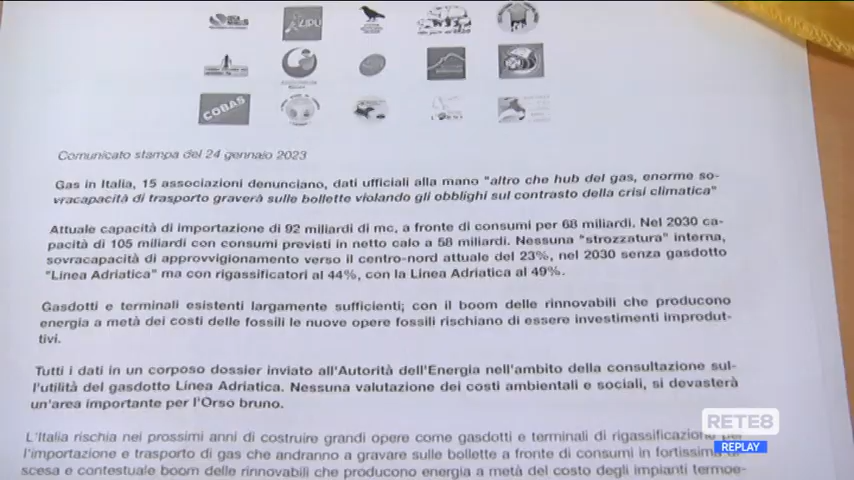 LIPU
COBAS
Comunicato stampa del 24 gennaio 2023
Gas in Italia, 15 associazioni denunciano, dati ufficiali alla mano "altro che hub del gas, enorme so-
vracapacità di trasporto graverà sulle bollette violando gli obblighi sul contrasto della crisi climatica"
Attuale capacità di importazione di 92 miliardi di mc, a fronte di consumi per 68 miliardi. Nel 2030 ca-
pacità di 105 miliardi con consumi previsti in netto calo a 58 miliardi. Nessuna "strozzatura" interna,
sovracapacità di approvvigionamento verso il centro-nord attuale del 23%, nel 2030 senza gasdotto
"Linea Adriatica" ma con rigassificatori al 44%, con la Linea Adriatica al 49%.
Gasdotti e terminali esistenti largamente sufficienti; con il boom delle rinnovabili che producono
energia a metà dei costi delle fossili le nuove opere fossili rischiano di essere investimenti improdut-
tivi.
Tutti i dati in un corposo dossier inviato all'Autorità dell'Energia nell'ambito della consultazione sul-
l'utilità del gasdotto Linea Adriatica. Nessuna valutazione dei costi ambientali e sociali, si devasterà
un'area importante per l'Orso bruno.
L'Italia rischia nei prossimi anni di costruire grandi opere come gasdotti e terminali di rigassificazione per
l'importazione e trasporto di gas che andranno a gravare sulle bollette a fronte di consumi in fortissima di-
scesa e contestuale boom delle rinnovabili che producono energia a metà del costo degli impianti termoe-
RETE8
REPLAY